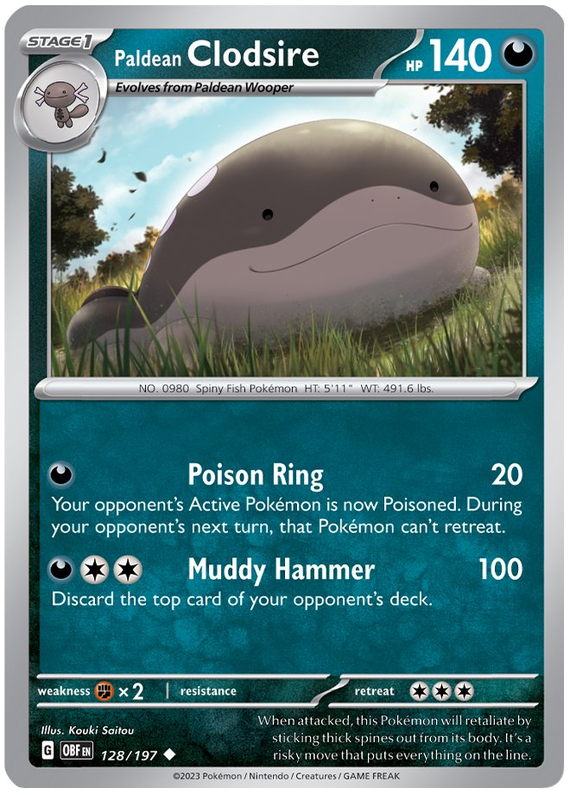 STAGE 1
Paldean Clodsire
HP 140
Evolves from Paldean Wooper
NO. 0980 Spiny Fish Pokémon HT: 5'11" WT: 491.6 lbs.
Poison Ring 20
Your opponent's Active Pokémon is now Poisoned. During
your opponent's next turn, that Pokémon can't retreat.
Muddy Hammer 100
Discard the top card of your opponent's deck.
weakness ×2 resistance retreat
Illus. Kouki Saitou
G OBF EN 128/197
When attacked, this Pokémon will retaliate by
sticking thick spines out from its body. It's a
risky move that puts everything on the line.
©2023 Pokémon / Nintendo / Creatures / GAME FREAK